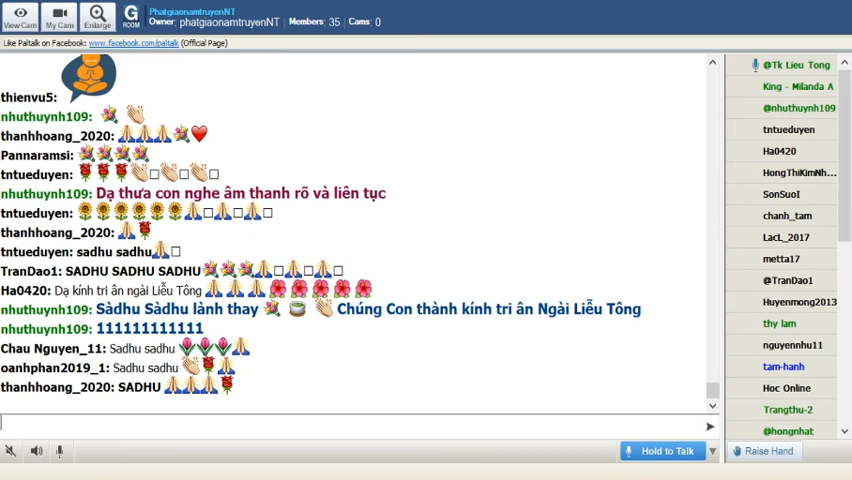 View Cam
My Cam
Enlarge
G
ROOM
PhatgiaonamtruyenNT
Owner: phatgiaonamtruyenNT | Members: 35 Cams: 0
Like Paltalk on Facebook: www.facebook.com/paltalk (Official Page)
thienvu5:
nhuthuynh109:
thanhhoang_2020:
Pannaramsi:
tntueduyen:
nhuthuynh109: Dạ thưa con nghe âm thanh rõ và liên tục
tntueduyen:
thanhhoang_2020:
tntueduyen: sadhu sadhu
TranDao1: SADHU SADHU SADHU
Ha0420: Dạ kính tri ân ngài Liễu Tông
nhuthuynh109: Sàdhu Sàdhu lành thay Chúng Con thành kính tri ân Ngài Liễu Tông
nhuthuynh109: 111111111111
Chau Nguyen_11: Sadhu sadhu
oanhphan2019_1: Sadhu sadhu
thanhhoang_2020: SADHU
Hold to Talk
@Tk Lieu Tong
King - Milanda A
@nhuthuynh109
tntueduyen
Ha0420
HongThiKimNh...
SonSuoI
chanh_tam
LacL_2017
metta17
@TranDao1
Huyenmong2013
thy lam
nguyennhu11
tam-hanh
Hoc Online
Trangthu-2
@hongnhat
Raise Hand